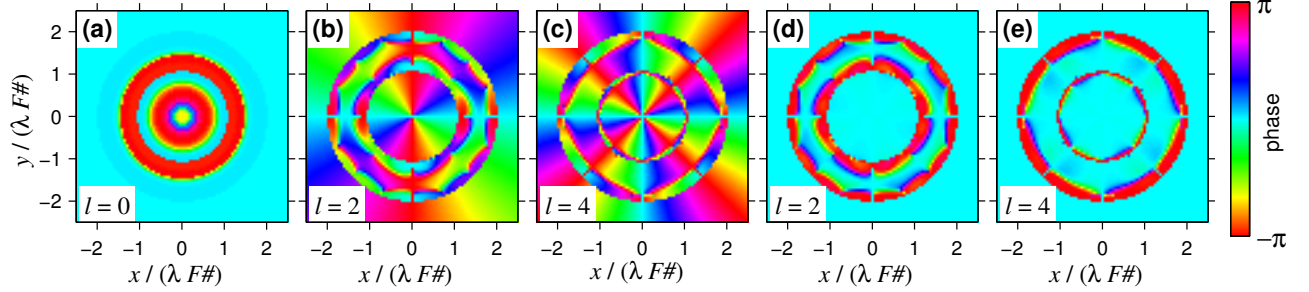 (a) (b) (c) (d) (e)
π
2
1
0
−1
−2
y / (λ F#)
l = 0 l = 2 l = 4 l = 2 l = 4
phase
−π
−2 −1 0 1 2 −2 −1 0 1 2 −2 −1 0 1 2 −2 −1 0 1 2 −2 −1 0 1 2
x / (λ F#) x / (λ F#) x / (λ F#) x / (λ F#) x / (λ F#)